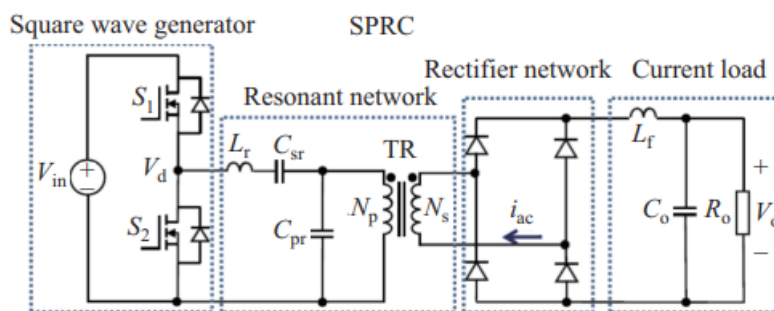 Square wave generator
SPRC
Rectifier network
Current load
Resonant network
S1
Lr
Csr
TR
Lf
Vin
+
−
Vd
Np
Ns
iac
+
S2
Cpr
Co
Ro
Vo
−